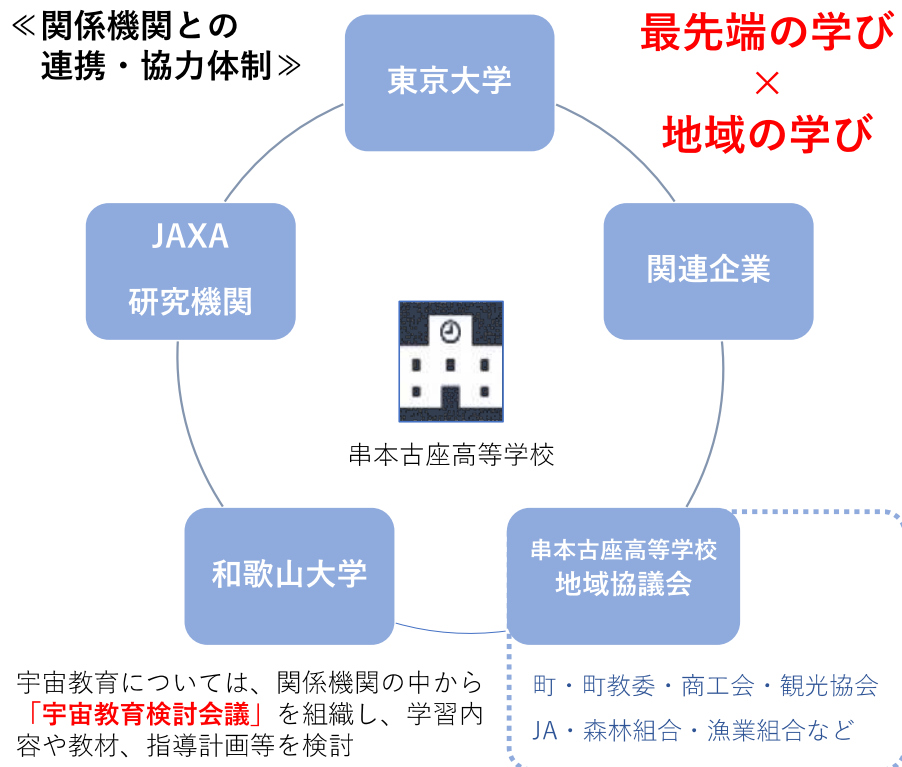 ≪関係機関との
連携・協力体制≫
最先端の学び
×
地域の学び
東京大学
JAXA
研究機関
関連企業
串本古座高等学校
和歌山大学
串本古座高等学校
地域協議会
宇宙教育については、関係機関の中から
「宇宙教育検討会議」を組織し、学習内
容や教材、指導計画等を検討
町・町教委・商工会・観光協会
JA・森林組合・漁業組合など